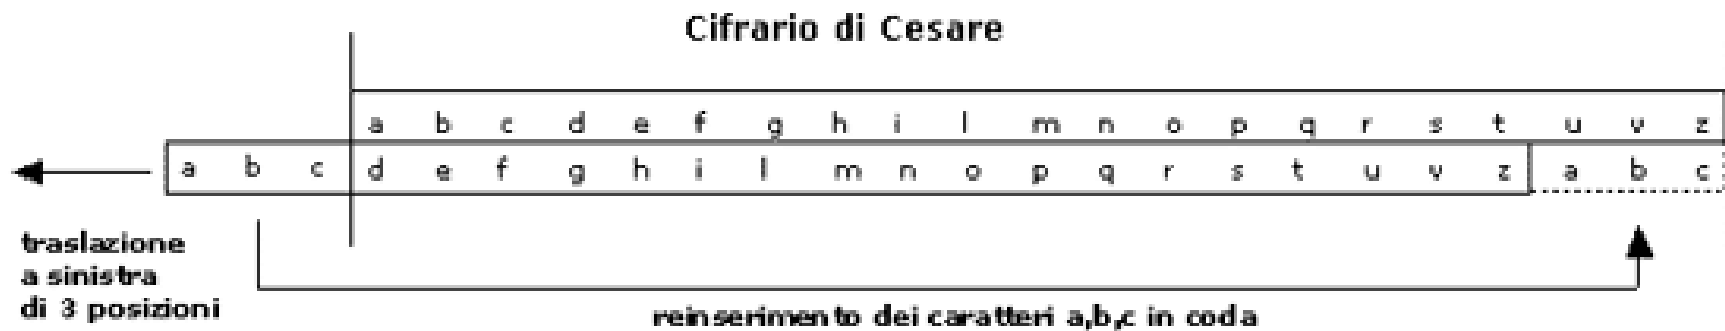 Cifrario di Cesare
a b c d e f g h i l m n o p q r s t u v z
a b c d e f g h i l m n o p q r s t u v z a b c
traslazione
a sinistra
di 3 posizioni
reinserimento dei caratteri a,b,c in coda